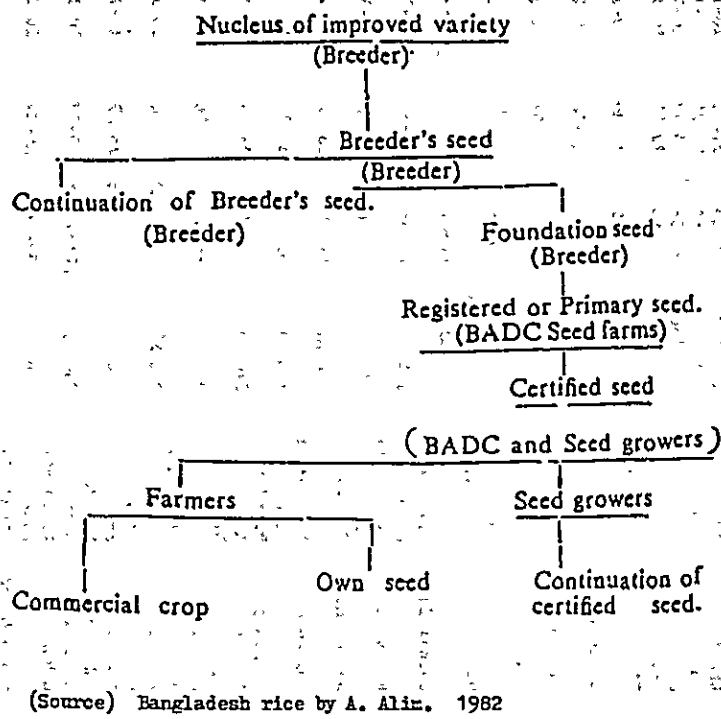 Nucleus of improved variety
(Breeder)
Breeder's seed
(Breeder)
Continuation of Breeder's seed.
(Breeder)
Foundation seed
(Breeder)
Registered or Primary seed.
(BADC Seed farms)
Certified seed
(BADC and Seed growers)
Farmers
Seed growers
Commercial crop
Own seed
Continuation of
certified seed.
(Source) Bangladesh rice by A. Alim. 1982